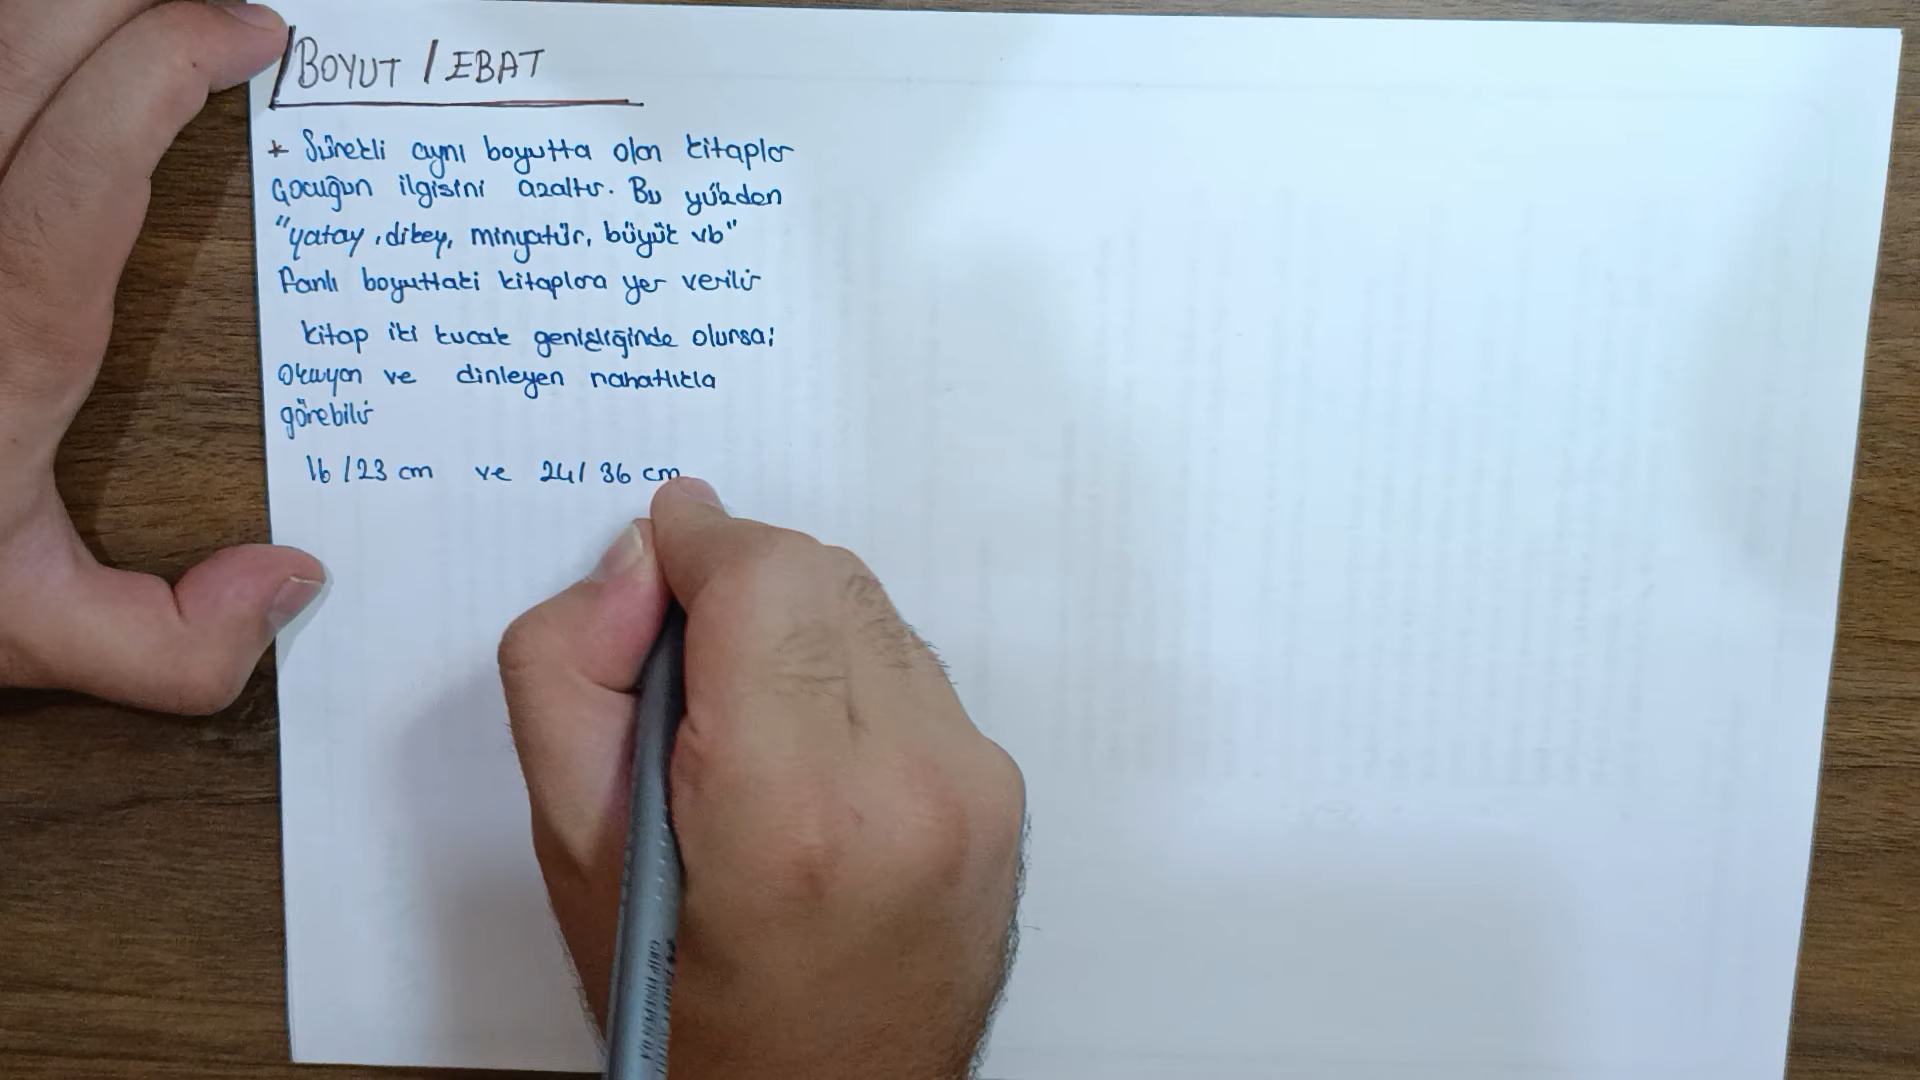 BOYUT / EBAT
* Sürekli aynı boyutta olan kitaplar
Çocuğun ilgisini azaltır. Bu yüzden
"yatay, dikey, minyatür, büyük vb"
Farklı boyuttaki kitaplara yer verilir
kitap iki kucak genişliğinde olursa;
Okuyan ve dinleyen rahatlıkla
görebilir
16 / 23 cm ve 24 / 36 cm